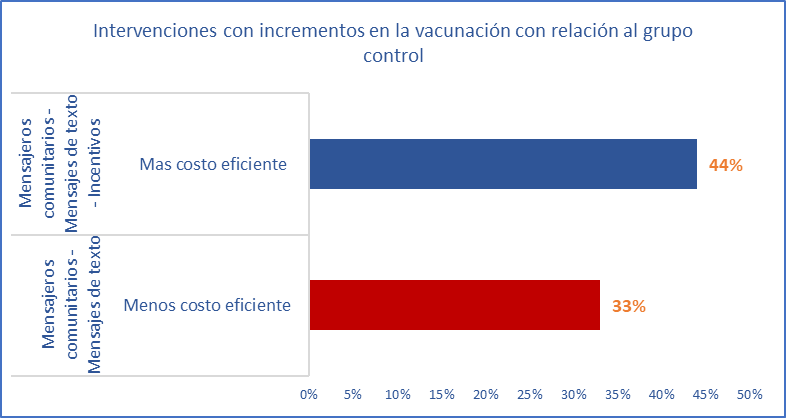 Intervenciones con incrementos en la vacunación con relación al grupo
control
Mensajeros
comunitarios -
Mensajes de texto
- Incentivos
Mas costo eficiente
44%
Mensajeros
comunitarios -
Mensajes de texto
Menos costo eficiente
33%
0% 5% 10% 15% 20% 25% 30% 35% 40% 45% 50%